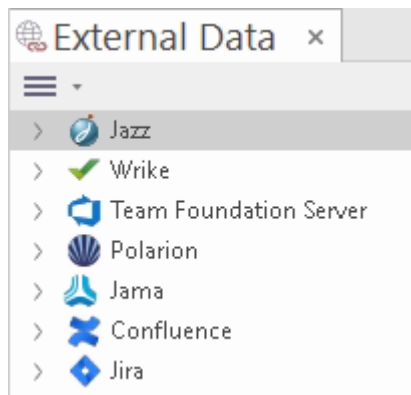 External Data
Jazz
Wrike
Team Foundation Server
Polarion
Jama
Confluence
Jira